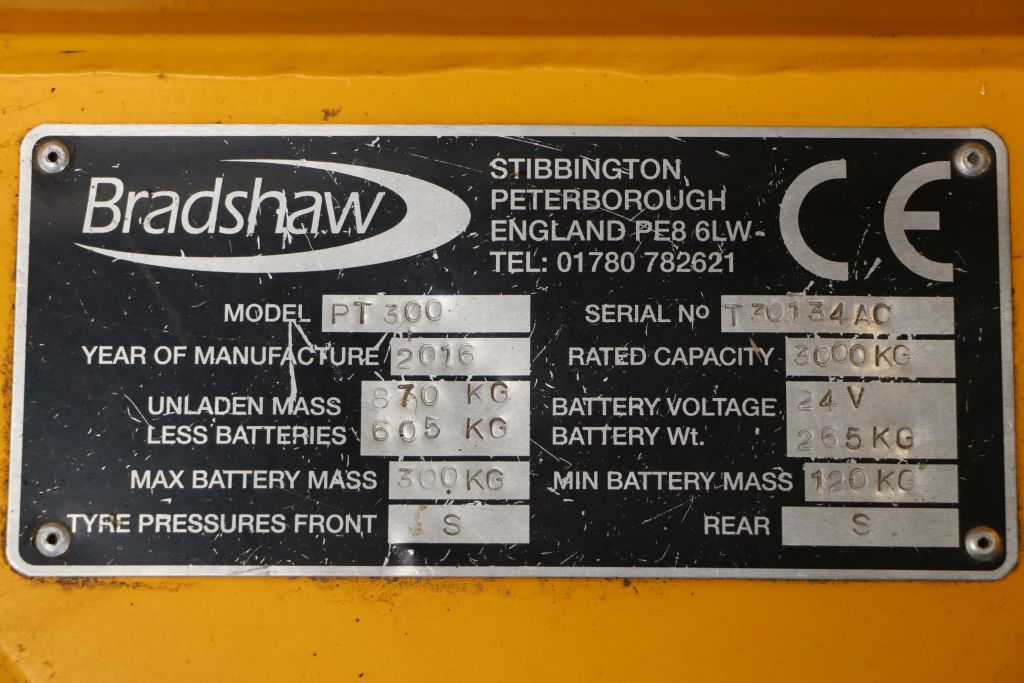 Bradshaw
STIBBINGTON,
PETERBOROUGH
ENGLAND PE8 6LW
TEL: 01780 782621
CE
MODEL PT 300
SERIAL No T30134AC
YEAR OF MANUFACTURE 2016
RATED CAPACITY 3000KG
UNLADEN MASS 870 KG
LESS BATTERIES 605 KG
BATTERY VOLTAGE 24 V
BATTERY Wt. 265KG
MAX BATTERY MASS 300KG
MIN BATTERY MASS 120KG
TYRE PRESSURES FRONT S
REAR S